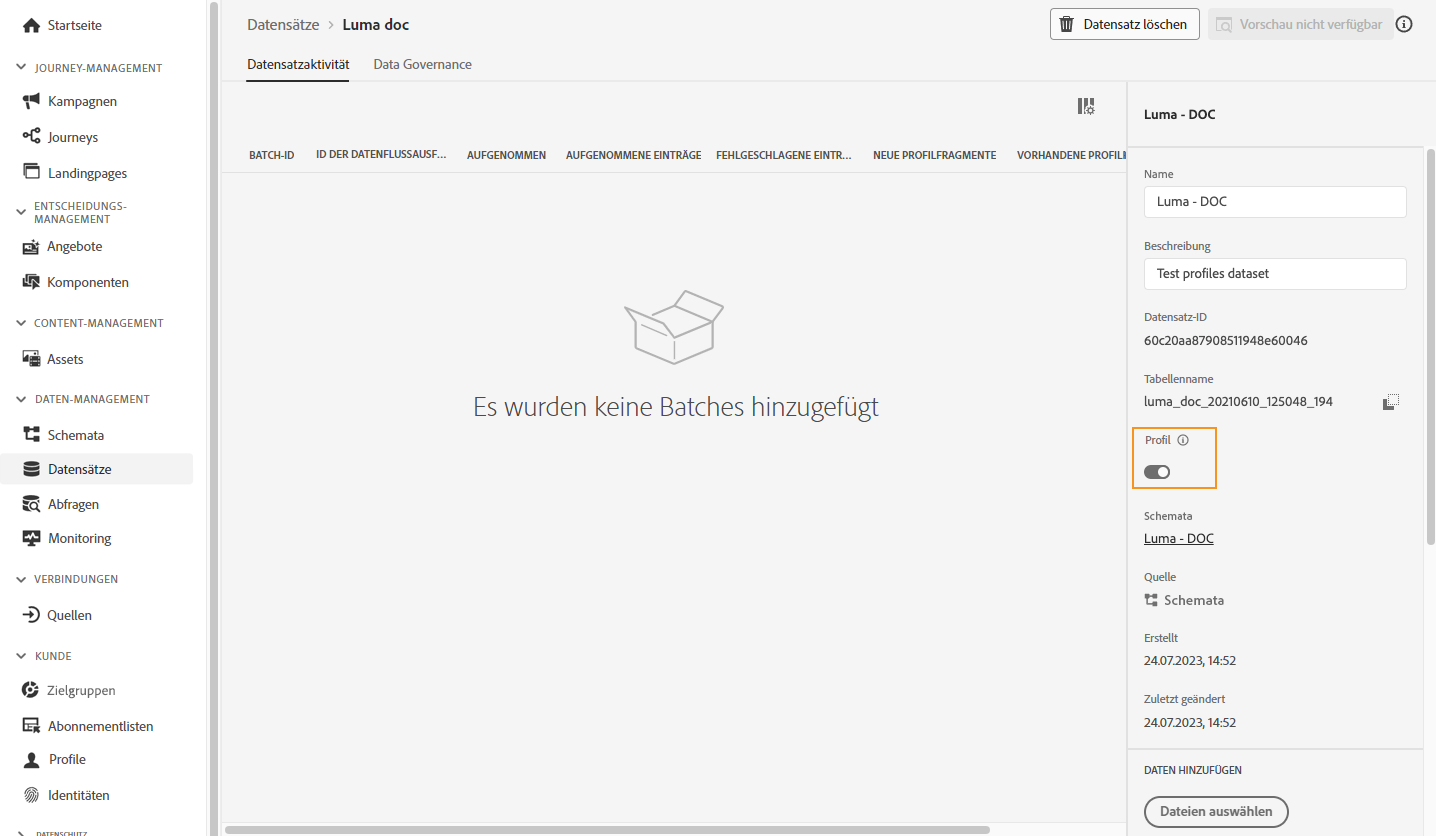 Startseite
JOURNEY-MANAGEMENT
Kampagnen
Journeys
Landingpages
ENTSCHEIDUNGS-
MANAGEMENT
Angebote
Komponenten
CONTENT-MANAGEMENT
Assets
DATEN-MANAGEMENT
Schemata
Datensätze
Abfragen
Monitoring
VERBINDUNGEN
Quellen
KUNDE
Zielgruppen
Abonnementlisten
Profile
Identitäten
DATENSCHUTZ
Datensätze > Luma doc
Datensatz löschen
Vorschau nicht verfügbar
Datensatzaktivität
Data Governance
BATCH-ID ID DER DATENFLUSSAUSF... AUFGENOMMEN AUFGENOMMENE EINTRÄGE FEHLGESCHLAGENE EINTR... NEUE PROFILFRAGMENTE VORHANDENE PROFILI
Es wurden keine Batches hinzugefügt
Luma - DOC
Name
Luma - DOC
Beschreibung
Test profiles dataset
Datensatz-ID
60c20aa87908511948e60046
Tabellenname
luma_doc_20210610_125048_194
Profil
Schemata
Luma - DOC
Quelle
Schemata
Erstellt
24.07.2023, 14:52
Zuletzt geändert
24.07.2023, 14:52
DATEN HINZUFÜGEN
Dateien auswählen